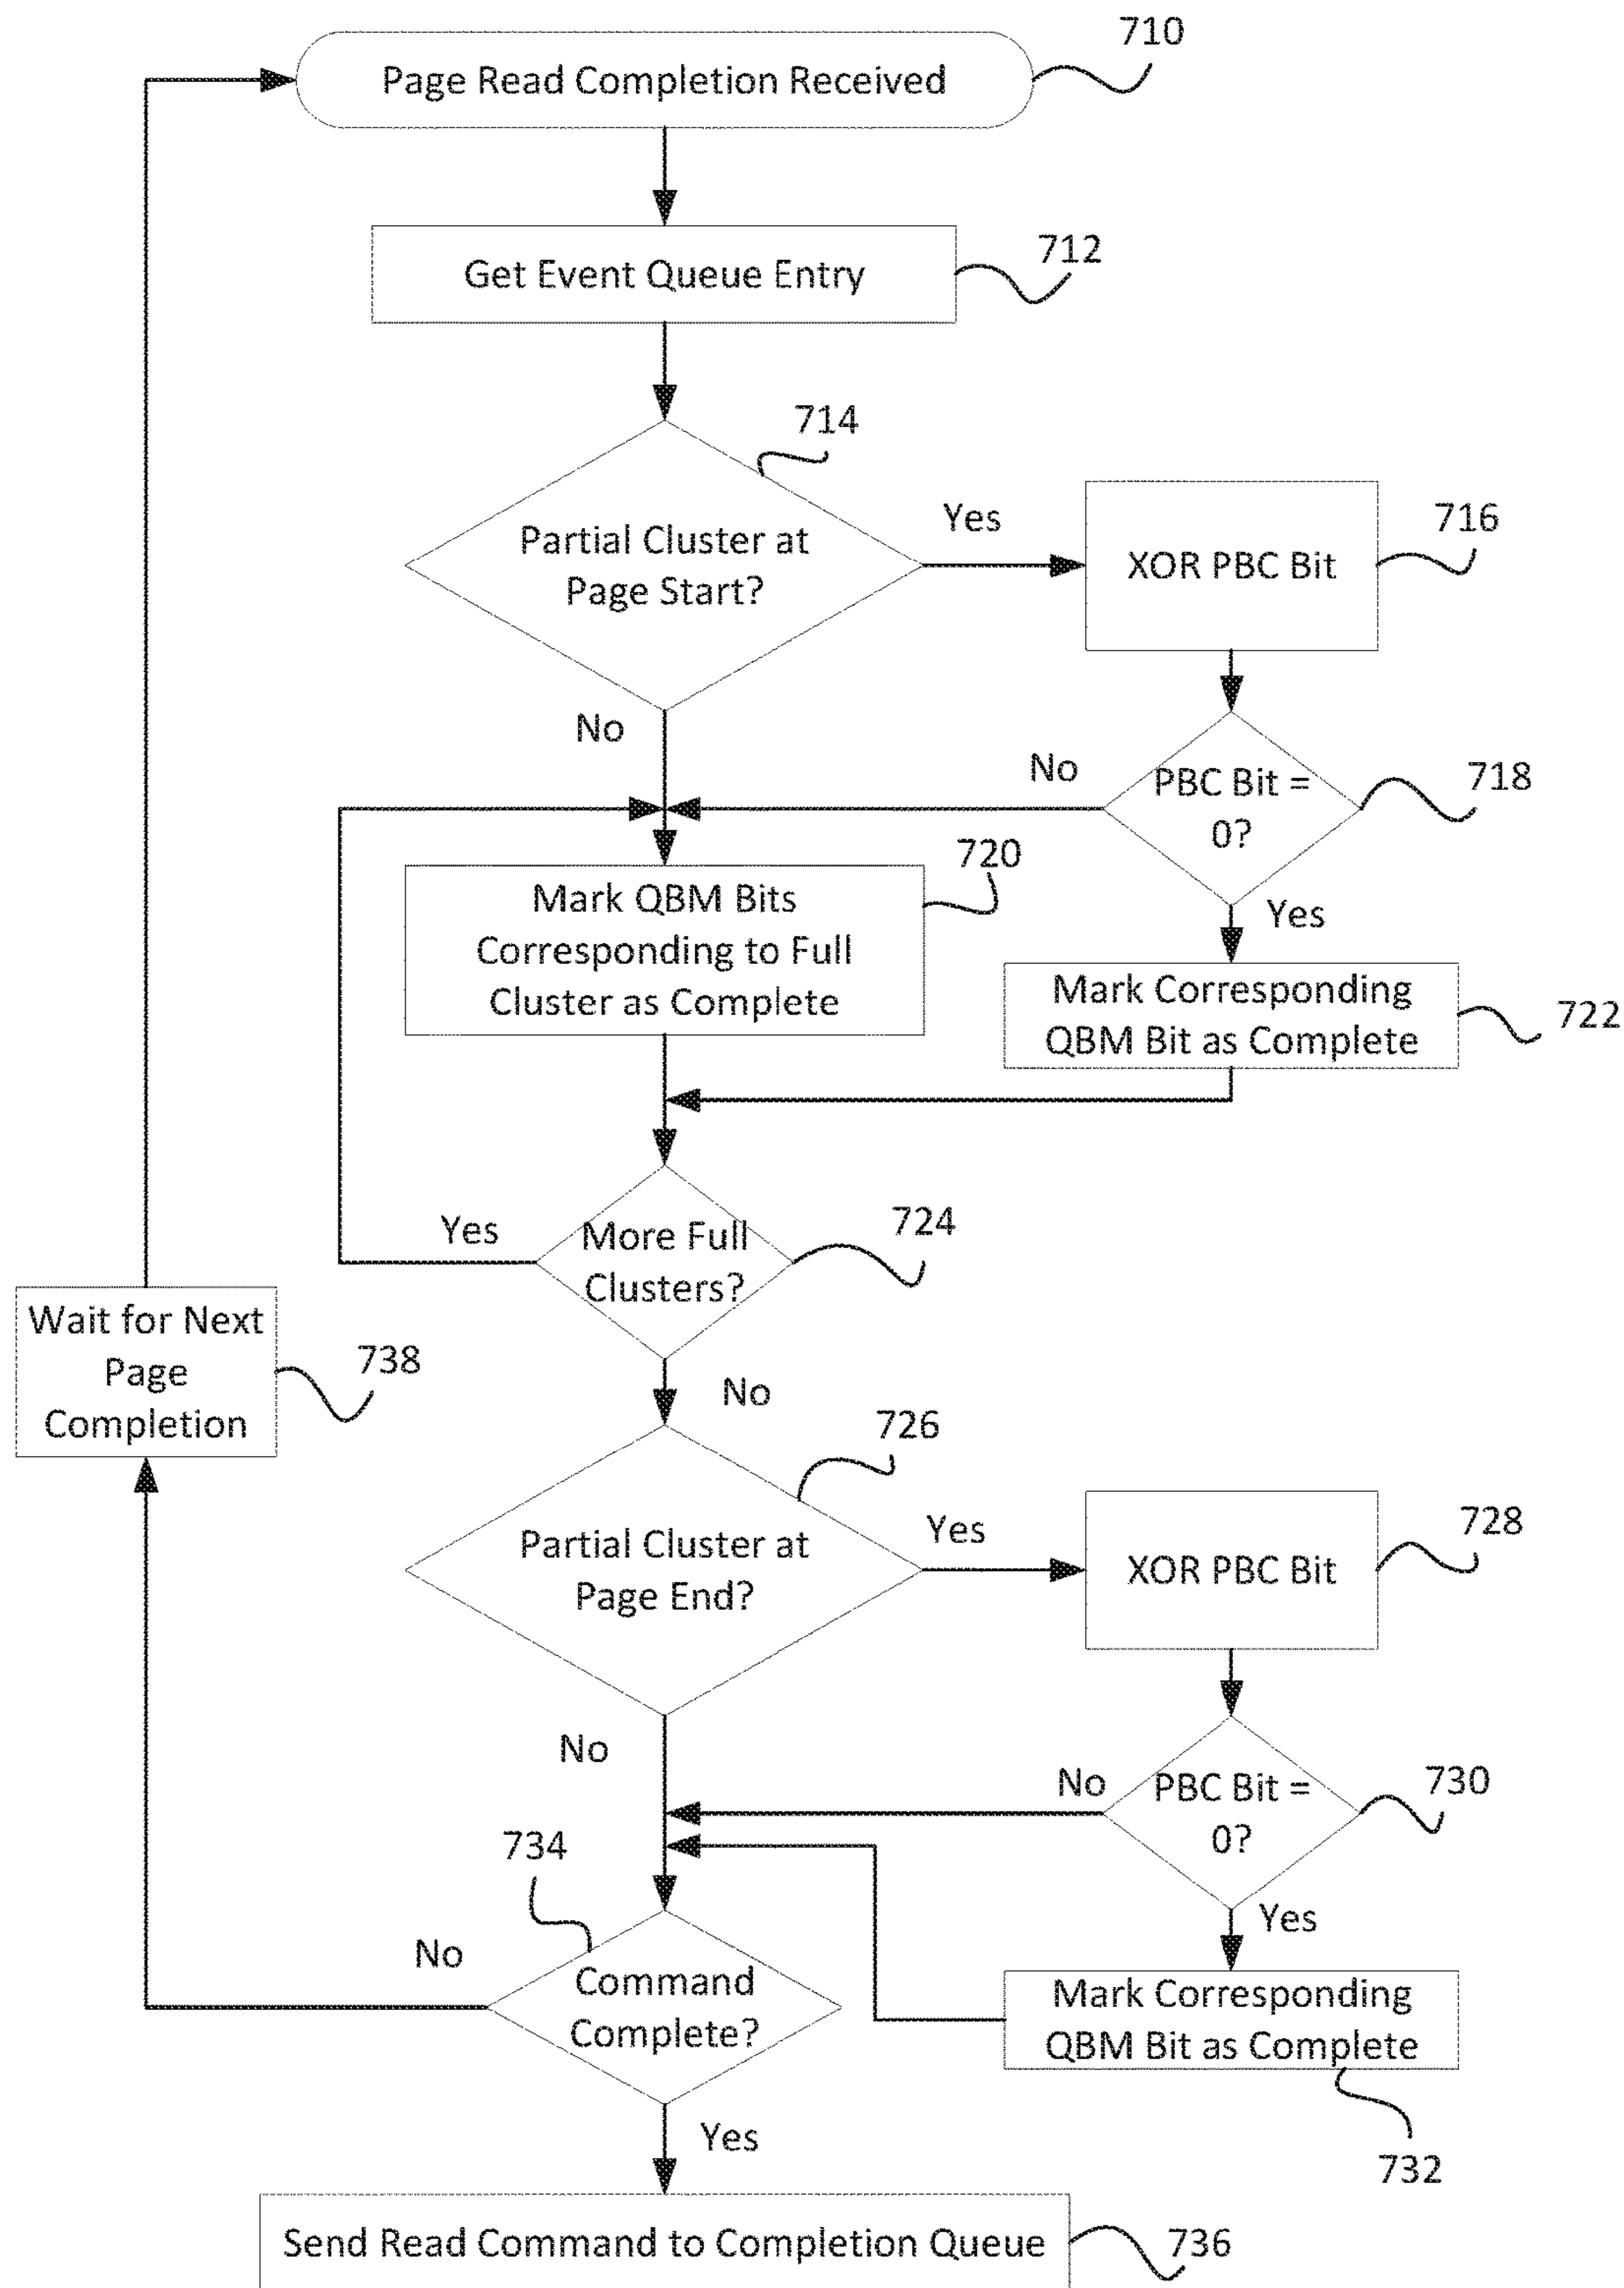 710
Page Read Completion Received
712
Get Event Queue Entry
714
Yes
716
Partial Cluster at
Page Start?
XOR PBC Bit
No
No
718
PBC Bit =
0?
720
Mark QBM Bits
Corresponding to Full
Cluster as Complete
Yes
Mark Corresponding
QBM Bit as Complete
722
Yes
724
More Full
Clusters?
Wait for Next
Page
Completion
738
No
726
Yes
728
Partial Cluster at
Page End?
XOR PBC Bit
No
No
730
PBC Bit =
0?
734
Yes
No
Command
Complete?
Mark Corresponding
QBM Bit as Complete
Yes
732
Send Read Command to Completion Queue
736